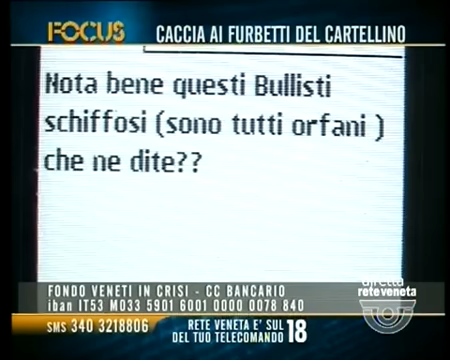 FOCUS
CACCIA AI FURBETTI DEL CARTELLINO
Nota bene questi Bullisti
schiffosi (sono tutti orfani )
che ne dite??
FONDO VENETI IN CRISI - CC BANCARIO
iban IT53 M033 5901 6001 0000 0078 840
diretta
reteveneta
SMS 340 3218806
RETE VENETA E' SUL
DEL TUO TELECOMANDO 18